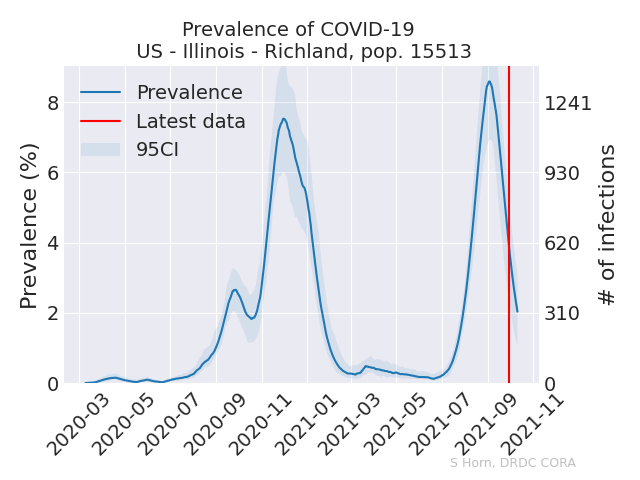 Prevalence of COVID-19
US - Illinois - Richland, pop. 15513
Prevalence
Latest data
95CI
Prevalence (%)
8
6
4
2
0
1241
930
620
310
0
# of infections
2020-03
2020-05
2020-07
2020-09
2020-11
2021-01
2021-03
2021-05
2021-07
2021-09
2021-11
S Horn, DRDC CORA